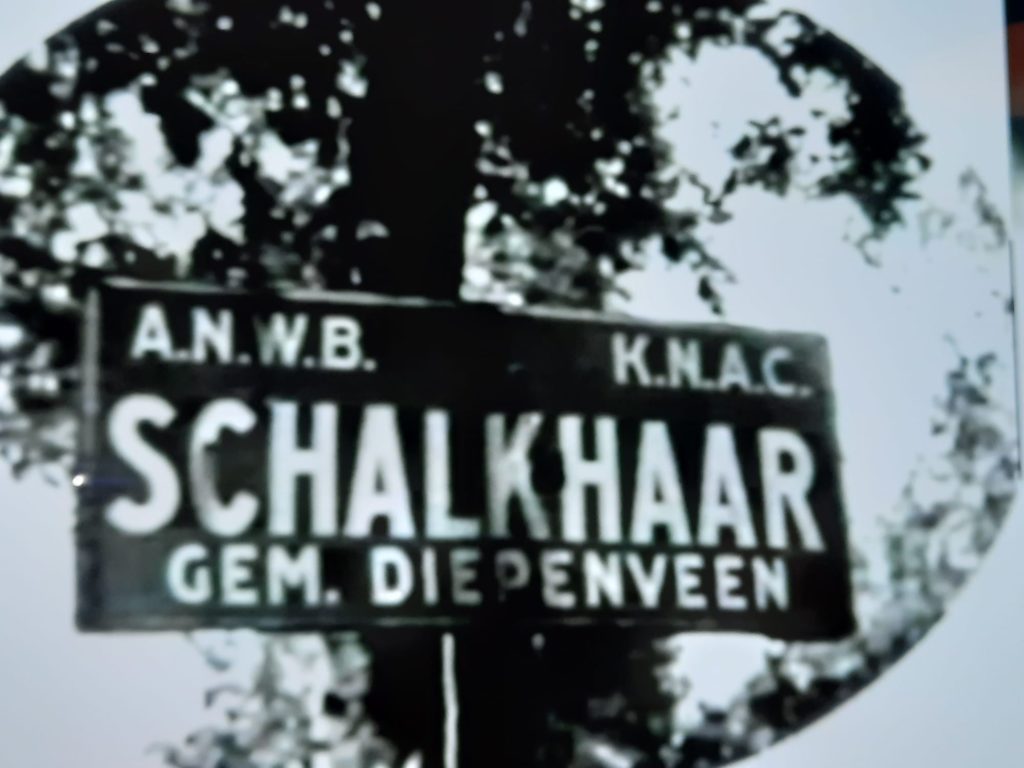 A.N.W.B. K.N.A.C.
SCHALKHAAR
GEM. DIEPENVEEN